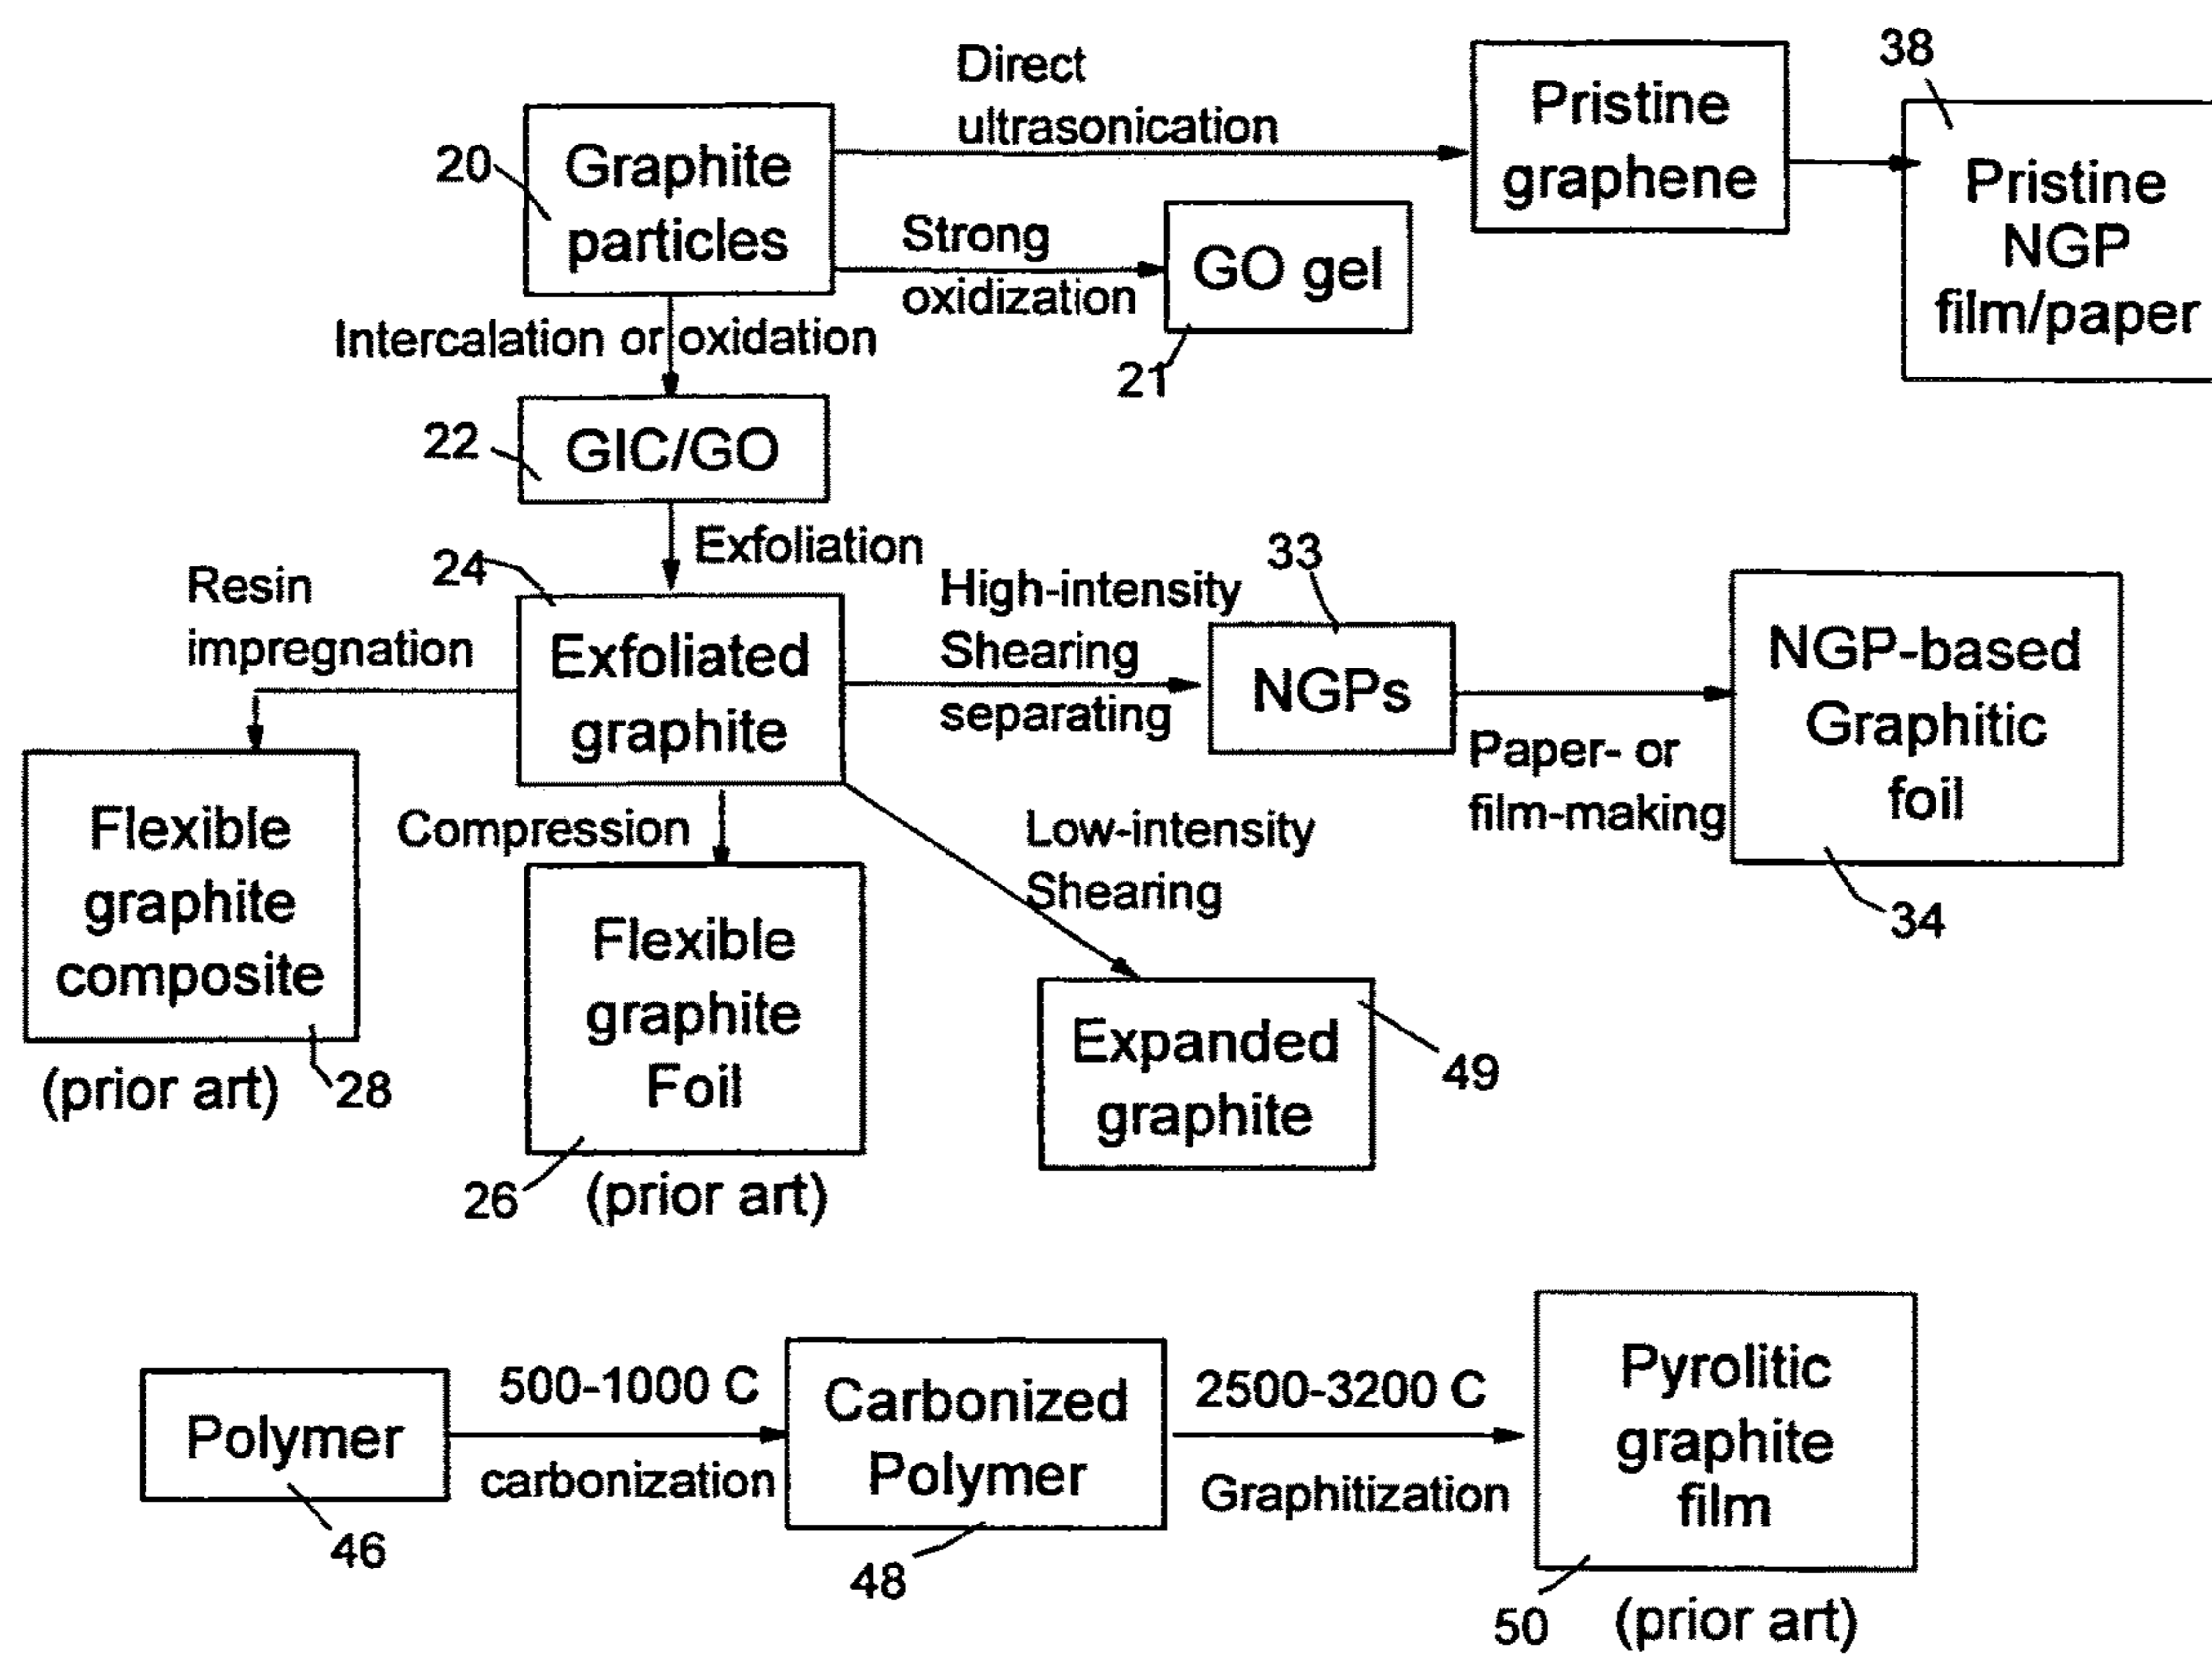 Direct
ultrasonication
Pristine
graphene
38
Pristine
NGP
film/paper
20
Graphite
particles
Strong
oxidization
GO gel
21
Intercalation or oxidation
22
GIC/GO
Exfoliation
24
Resin
impregnation
Exfoliated
graphite
High-intensity
Shearing
separating
33
NGPs
Paper- or
film-making
NGP-based
Graphitic
foil
34
Flexible
graphite
composite
(prior art)
28
Compression
Flexible
graphite
Foil
26
(prior art)
Low-intensity
Shearing
Expanded
graphite
49
Polymer
46
500-1000 C
carbonization
Carbonized
Polymer
48
2500-3200 C
Graphitization
Pyrolitic
graphite
film
50
(prior art)